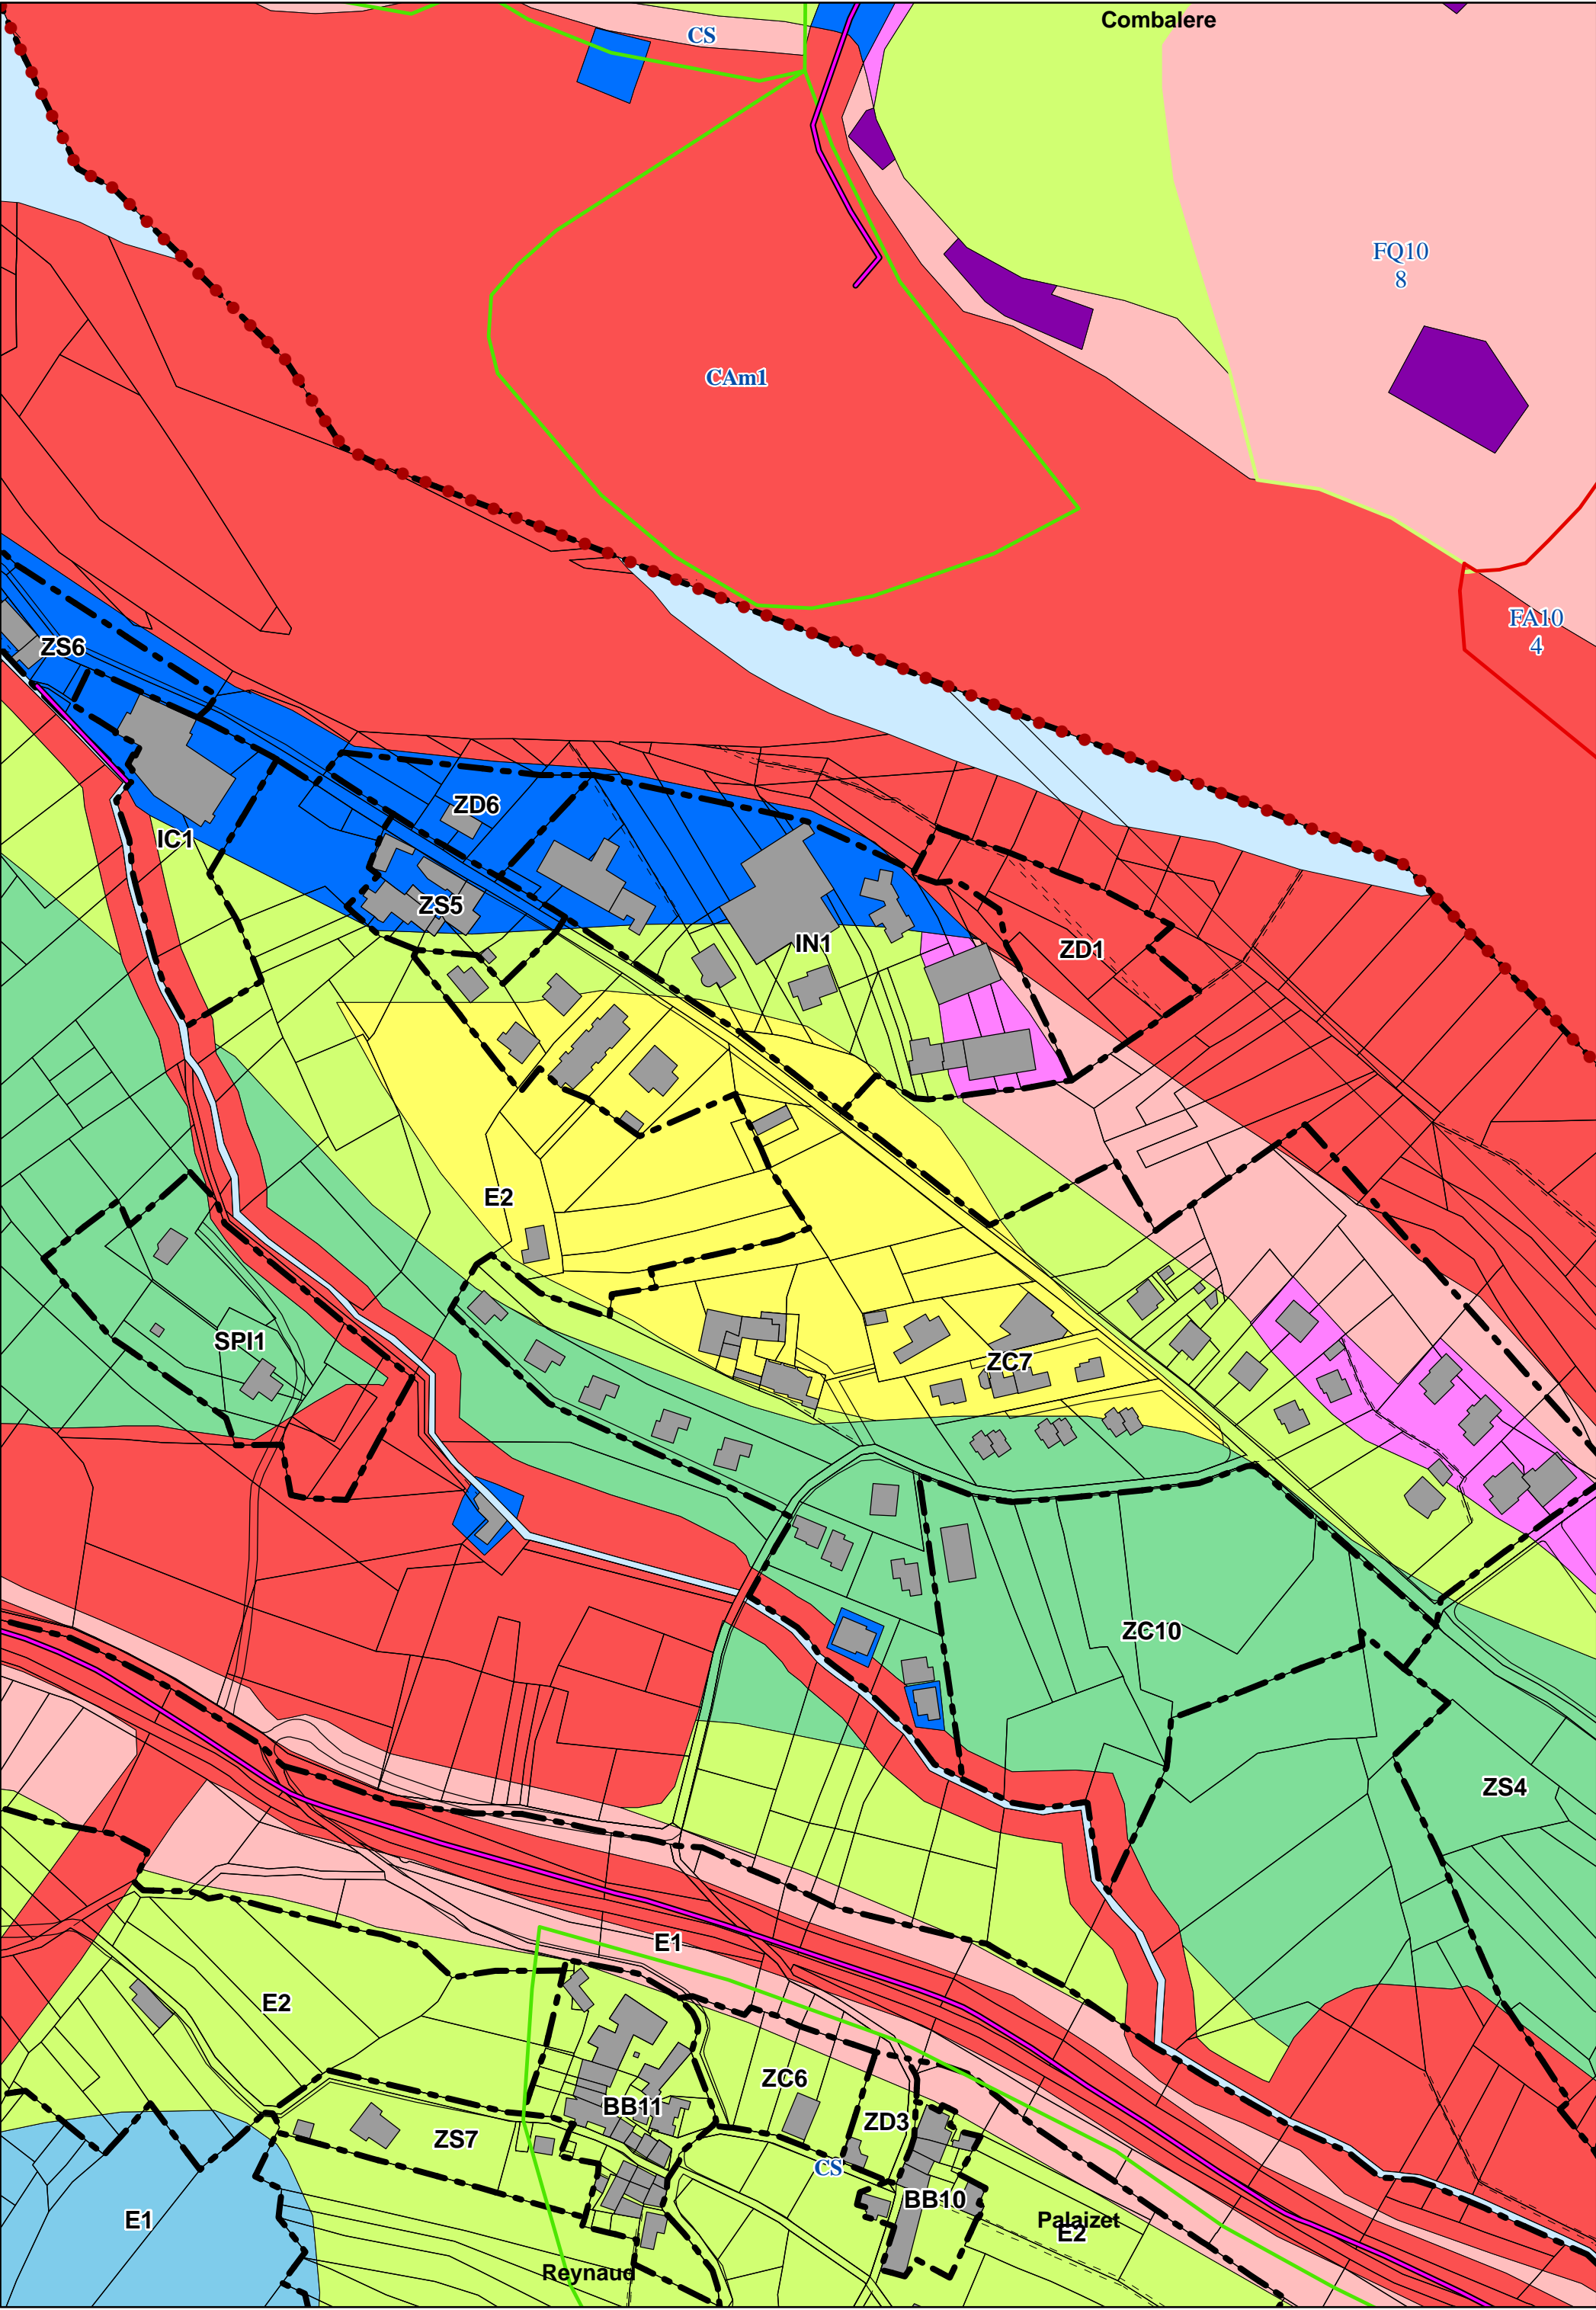 Combalere
CS
FQ10
8
CAm1
FA10
4
ZS6
ZD6
IC1
ZS5
IN1
ZD1
E2
SPI1
ZC7
ZC10
ZS4
E1
E2
ZC6
BB11
ZD3
ZS7
CS
BB10
E1
Palaizet
E2
Reynaud